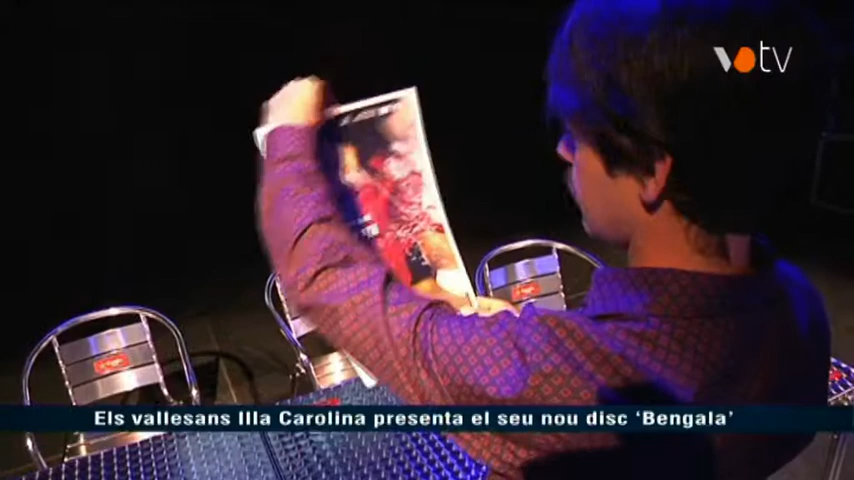 votv
Els vallesans Illa Carolina presenta el seu nou disc ‘Bengala’